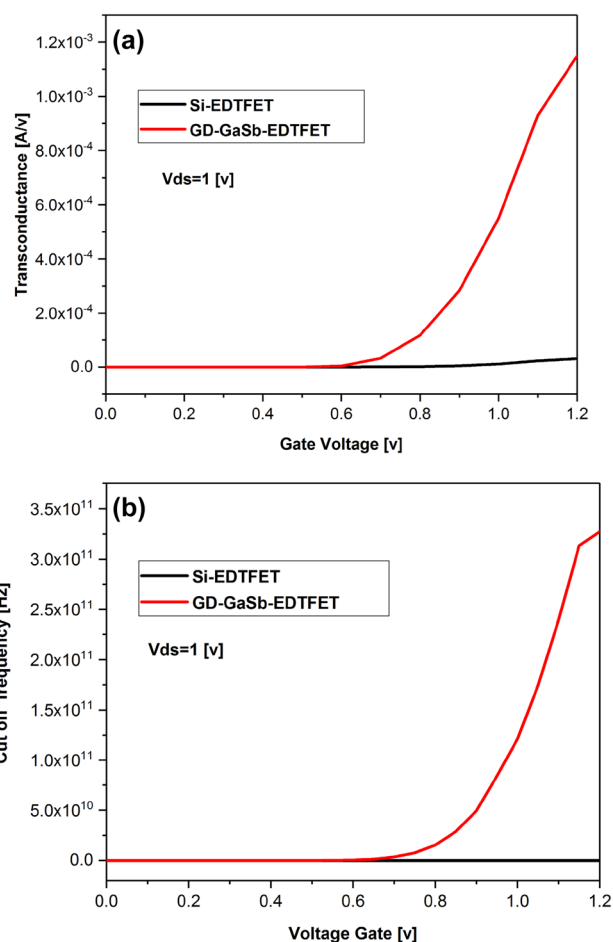 (a)
1.2x10⁻³
1.0x10⁻³
8.0x10⁻⁴
6.0x10⁻⁴
4.0x10⁻⁴
2.0x10⁻⁴
0.0
Transconductance [A/v]
Si-EDTFET
GD-GaSb-EDTFET
Vds=1 [v]
0.0 0.2 0.4 0.6 0.8 1.0 1.2
Gate Voltage [v]
(b)
3.5x10¹¹
3.0x10¹¹
2.5x10¹¹
2.0x10¹¹
1.5x10¹¹
1.0x10¹¹
5.0x10¹⁰
0.0
Cut off frequency [Hz]
Si-EDTFET
GD-GaSb-EDTFET
Vds=1 [v]
0.0 0.2 0.4 0.6 0.8 1.0 1.2
Voltage Gate [v]